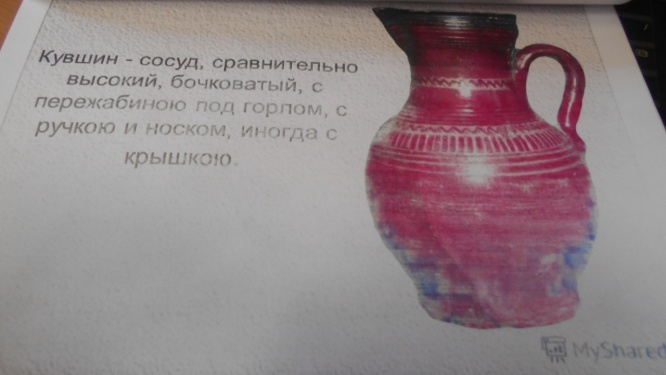 Кувшин - сосуд, сравнительно
высокий, бочковатый, с
пережабиною под горлом, с
ручкою и носком, иногда с
крышкою.
MyShared